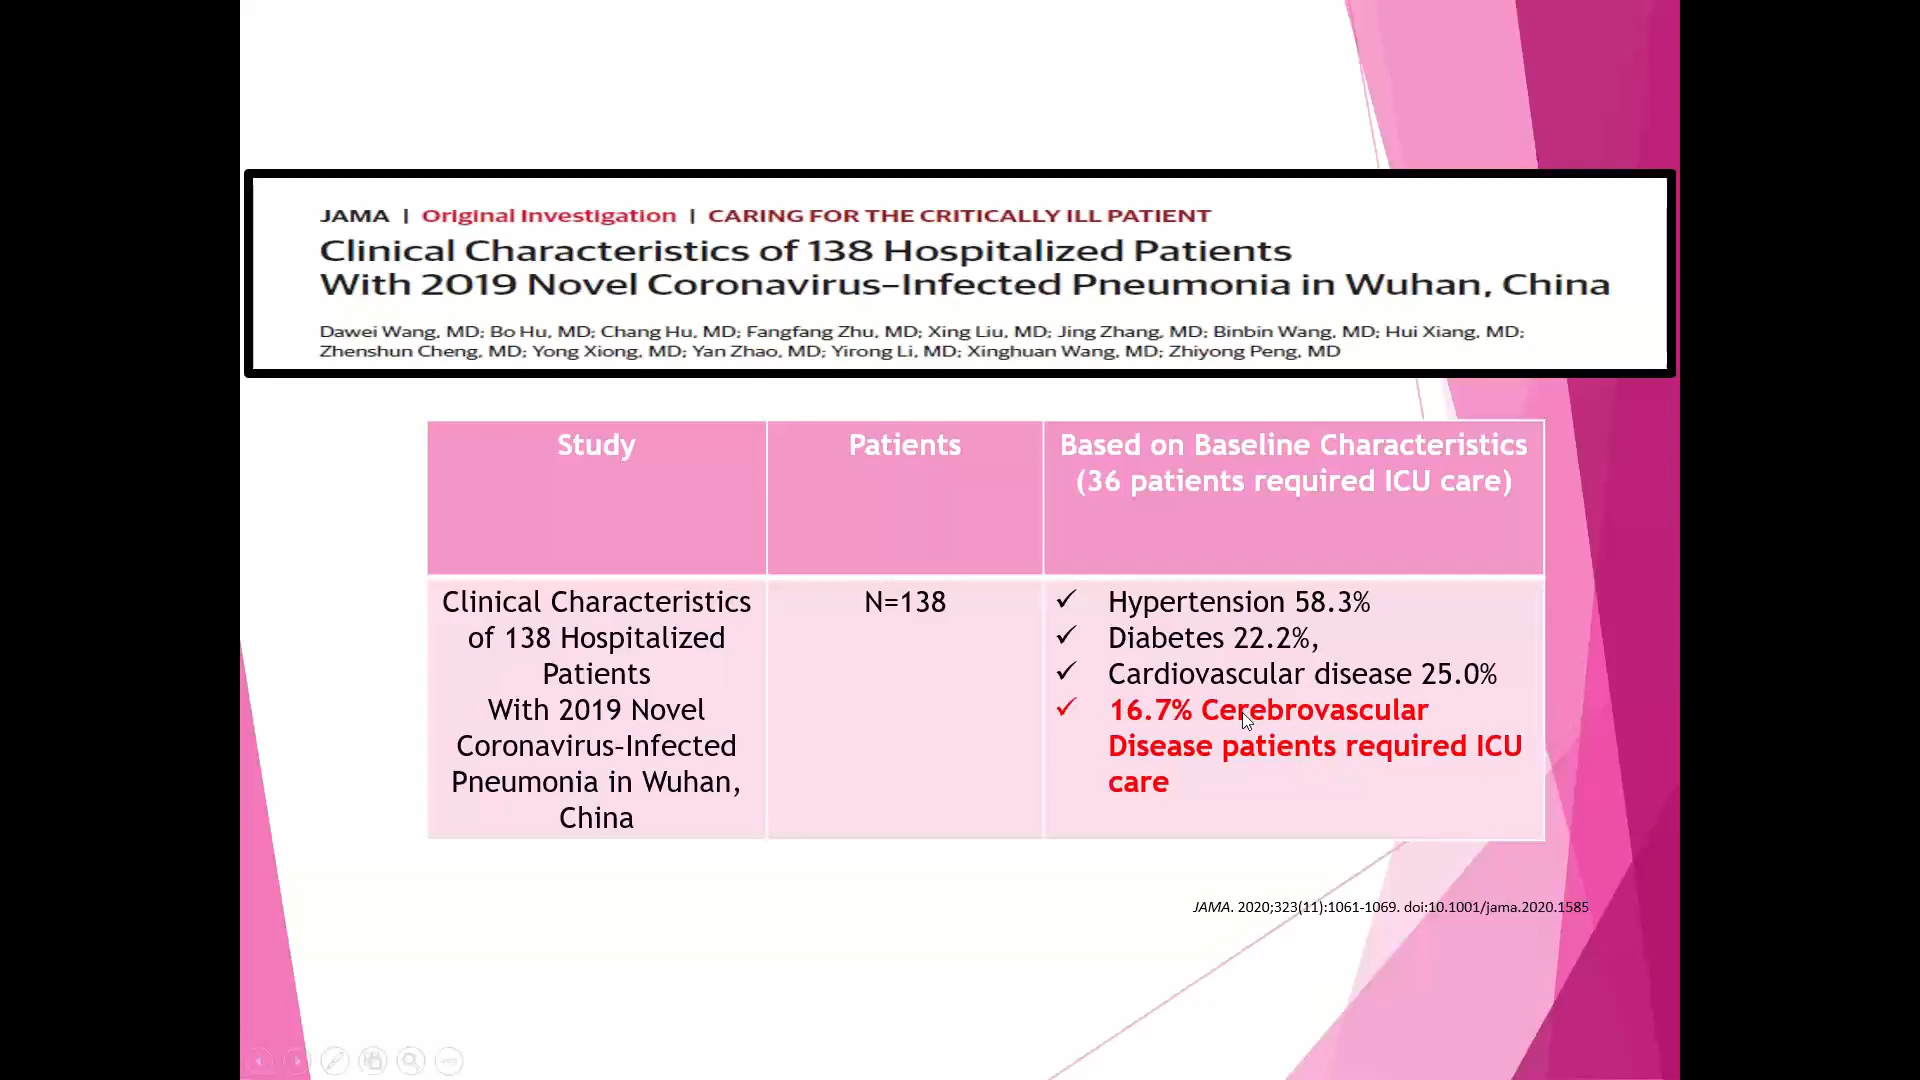 JAMA | Original Investigation | CARING FOR THE CRITICALLY ILL PATIENT
Clinical Characteristics of 138 Hospitalized Patients
With 2019 Novel Coronavirus–Infected Pneumonia in Wuhan, China
Dawei Wang, MD; Bo Hu, MD; Chang Hu, MD; Fangfang Zhu, MD; Xing Liu, MD; Jing Zhang, MD; Binbin Wang, MD; Hui Xiang, MD;
Zhenshun Cheng, MD; Yong Xiong, MD; Yan Zhao, MD; Yirong Li, MD; Xinghuan Wang, MD; Zhiyong Peng, MD
Study
Patients
Based on Baseline Characteristics
(36 patients required ICU care)
Clinical Characteristics
of 138 Hospitalized
Patients
With 2019 Novel
Coronavirus–Infected
Pneumonia in Wuhan,
China
N=138
✓ Hypertension 58.3%
✓ Diabetes 22.2%,
✓ Cardiovascular disease 25.0%
✓ 16.7% Cerebrovascular
Disease patients required ICU
care
JAMA. 2020;323(11):1061-1069. doi:10.1001/jama.2020.1585